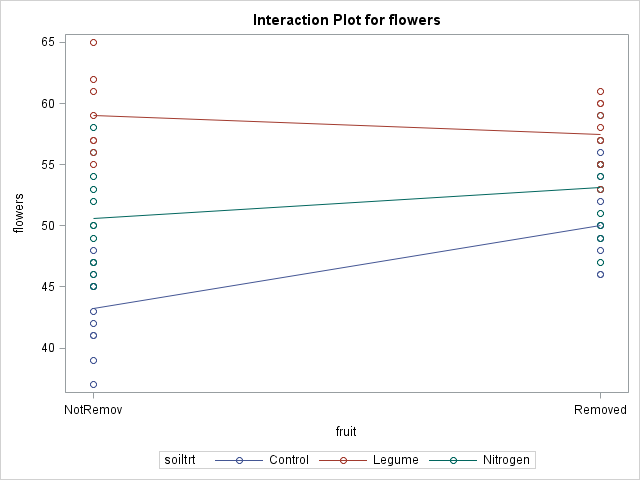 Interaction Plot for flowers
65
60
55
50
45
40
flowers
NotRemov Removed
fruit
soiltrt Control Legume Nitrogen